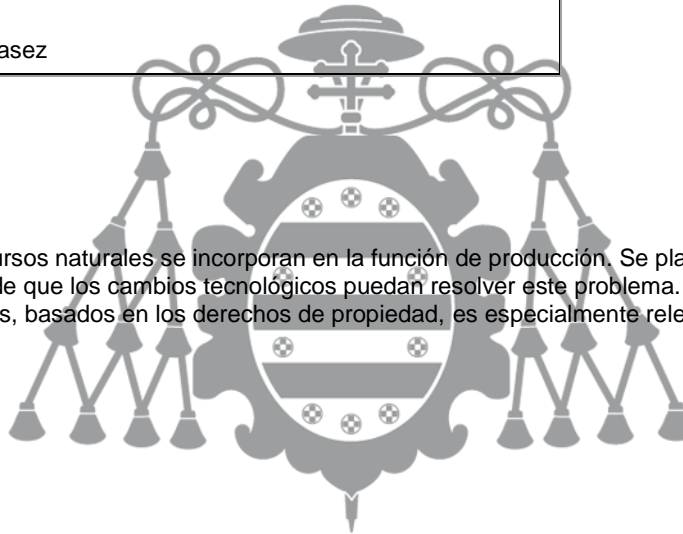 asez
ursos naturales se incorporan en la función de producción. Se pla
de que los cambios tecnológicos puedan resolver este problema.
s, basados en los derechos de propiedad, es especialmente rele